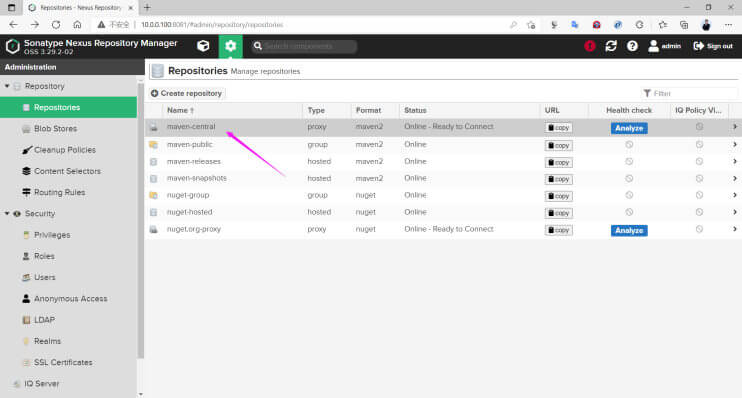 Repositories - Nexus Repository
不安全 | 10.0.0.100:8081/#admin/repository/repositories
Sonatype Nexus Repository Manager
OSS 3.29.2-02
Search components
admin
Sign out
Administration
Repository
Repositories
Blob Stores
Cleanup Policies
Content Selectors
Routing Rules
Security
Privileges
Roles
Users
Anonymous Access
LDAP
Realms
SSL Certificates
IQ Server
Repositories Manage repositories
Create repository
Filter
Name ↑ Type Format Status URL Health check IQ Policy Vi...
maven-central proxy maven2 Online - Ready to Connect copy Analyze
maven-public group maven2 Online copy
maven-releases hosted maven2 Online copy
maven-snapshots hosted maven2 Online copy
nuget-group group nuget Online copy
nuget-hosted hosted nuget Online copy
nuget.org-proxy proxy nuget Online - Ready to Connect copy Analyze